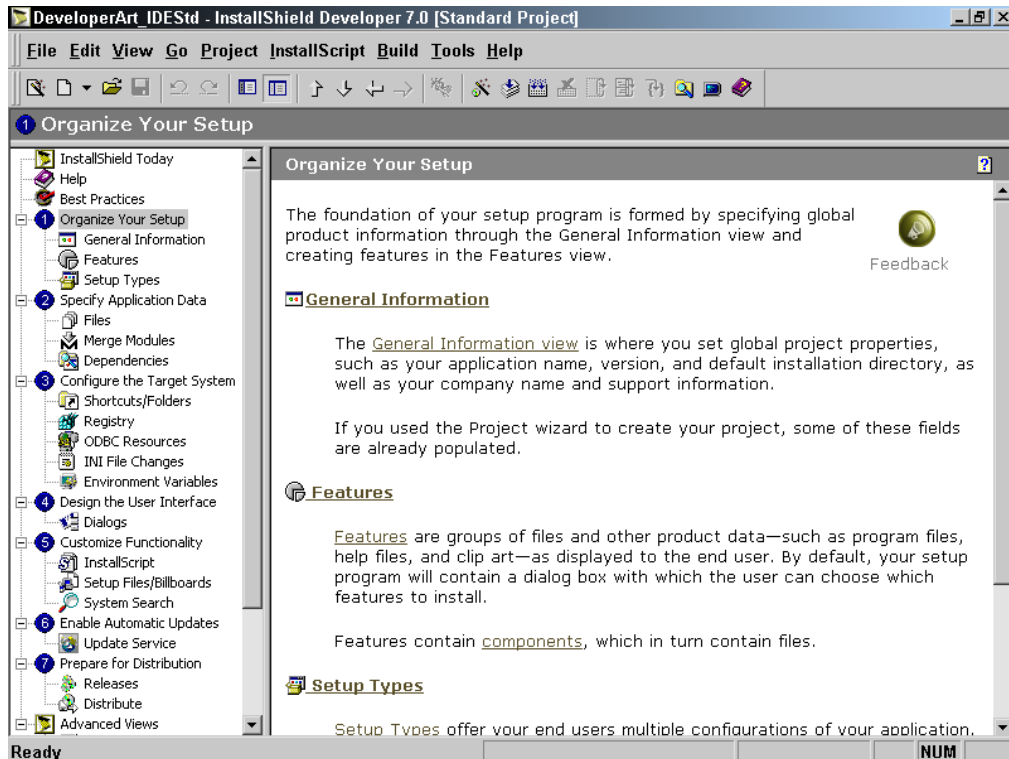 DeveloperArt_IDEStd - InstallShield Developer 7.0 [Standard Project]
File Edit View Go Project InstallScript Build Tools Help
1 Organize Your Setup
InstallShield Today
Help
Best Practices
1 Organize Your Setup
General Information
Features
Setup Types
2 Specify Application Data
Files
Merge Modules
Dependencies
3 Configure the Target System
Shortcuts/Folders
Registry
ODBC Resources
INI File Changes
Environment Variables
4 Design the User Interface
Dialogs
5 Customize Functionality
InstallScript
Setup Files/Billboards
System Search
6 Enable Automatic Updates
Update Service
7 Prepare for Distribution
Releases
Distribute
Advanced Views
Organize Your Setup
The foundation of your setup program is formed by specifying global
product information through the General Information view and
creating features in the Features view.
Feedback
General Information
The General Information view is where you set global project properties,
such as your application name, version, and default installation directory, as
well as your company name and support information.
If you used the Project wizard to create your project, some of these fields
are already populated.
Features
Features are groups of files and other product data—such as program files,
help files, and clip art—as displayed to the end user. By default, your setup
program will contain a dialog box with which the user can choose which
features to install.
Features contain components, which in turn contain files.
Setup Types
Setup Types offer your end users multiple configurations of your application.
Ready
NUM